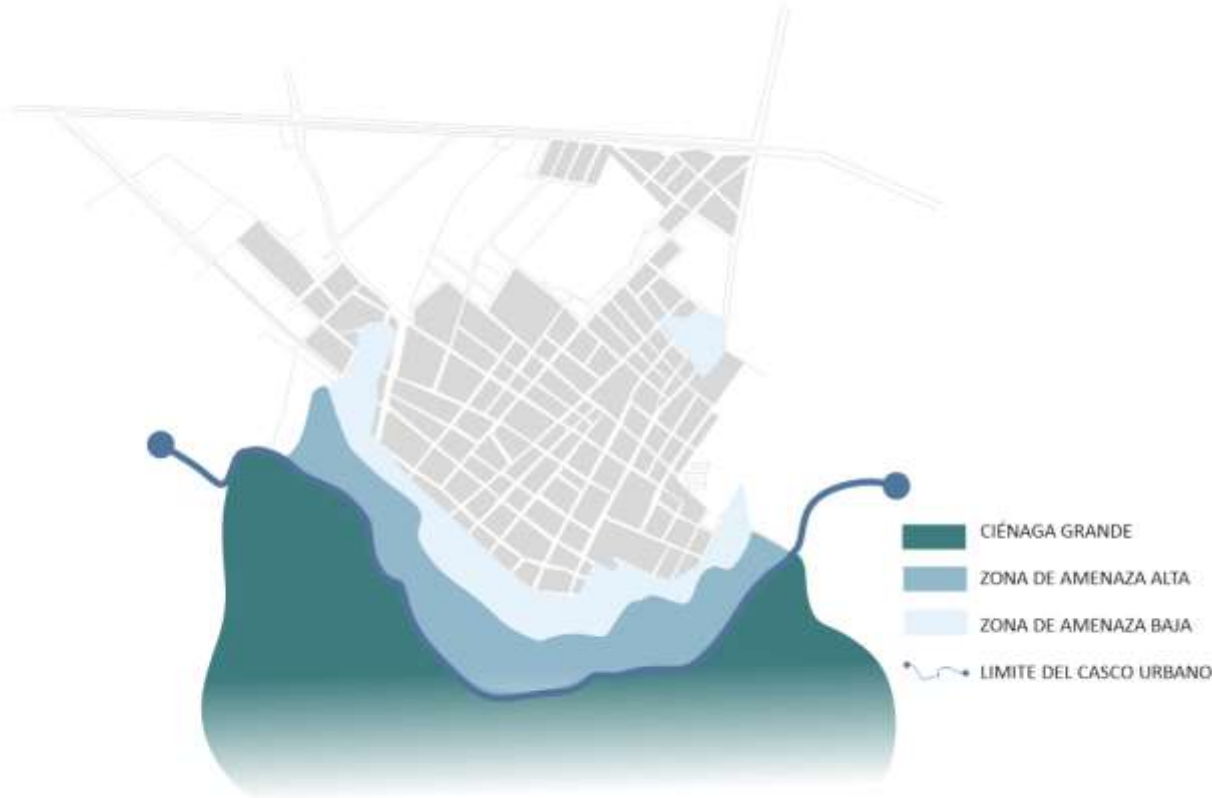 CIÉNAGA GRANDE
ZONA DE AMENAZA ALTA
ZONA DE AMENAZA BAJA
LIMITE DEL CASCO URBANO